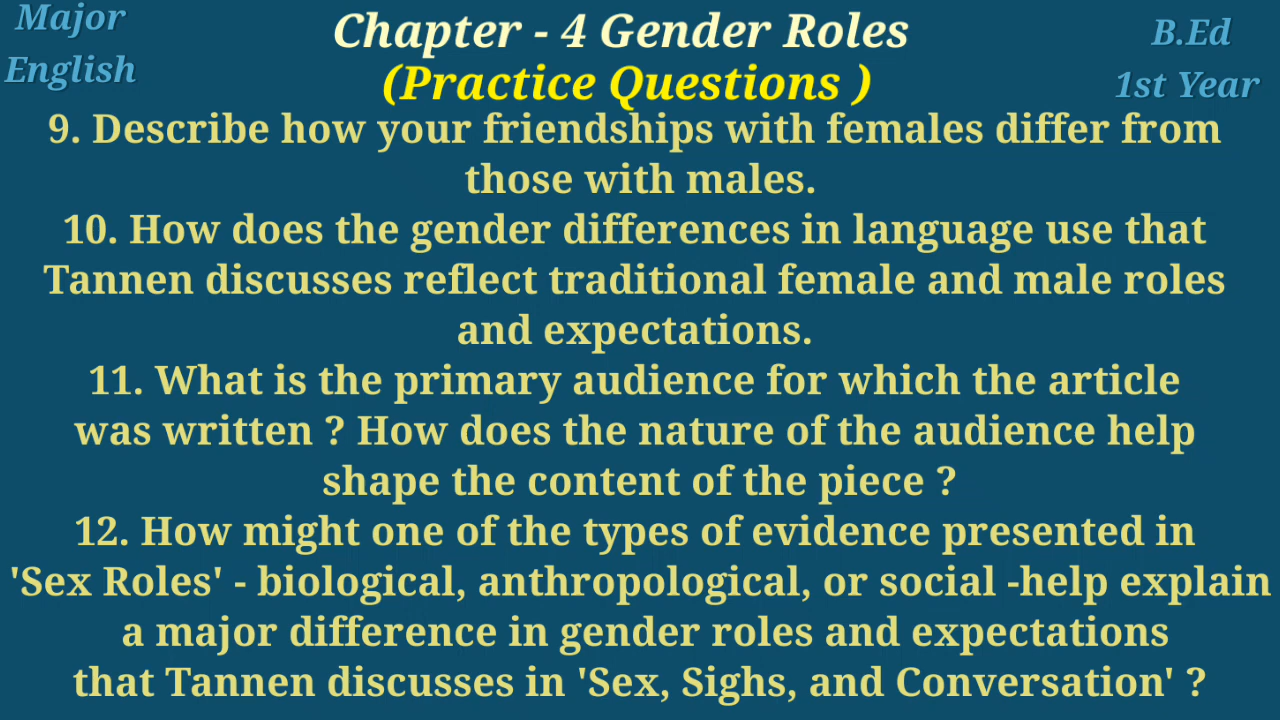 Major
English
Chapter - 4 Gender Roles
(Practice Questions )
B.Ed
1st Year
9. Describe how your friendships with females differ from
those with males.
10. How does the gender differences in language use that
Tannen discusses reflect traditional female and male roles
and expectations.
11. What is the primary audience for which the article
was written ? How does the nature of the audience help
shape the content of the piece ?
12. How might one of the types of evidence presented in
'Sex Roles' - biological, anthropological, or social -help explain
a major difference in gender roles and expectations
that Tannen discusses in 'Sex, Sighs, and Conversation' ?